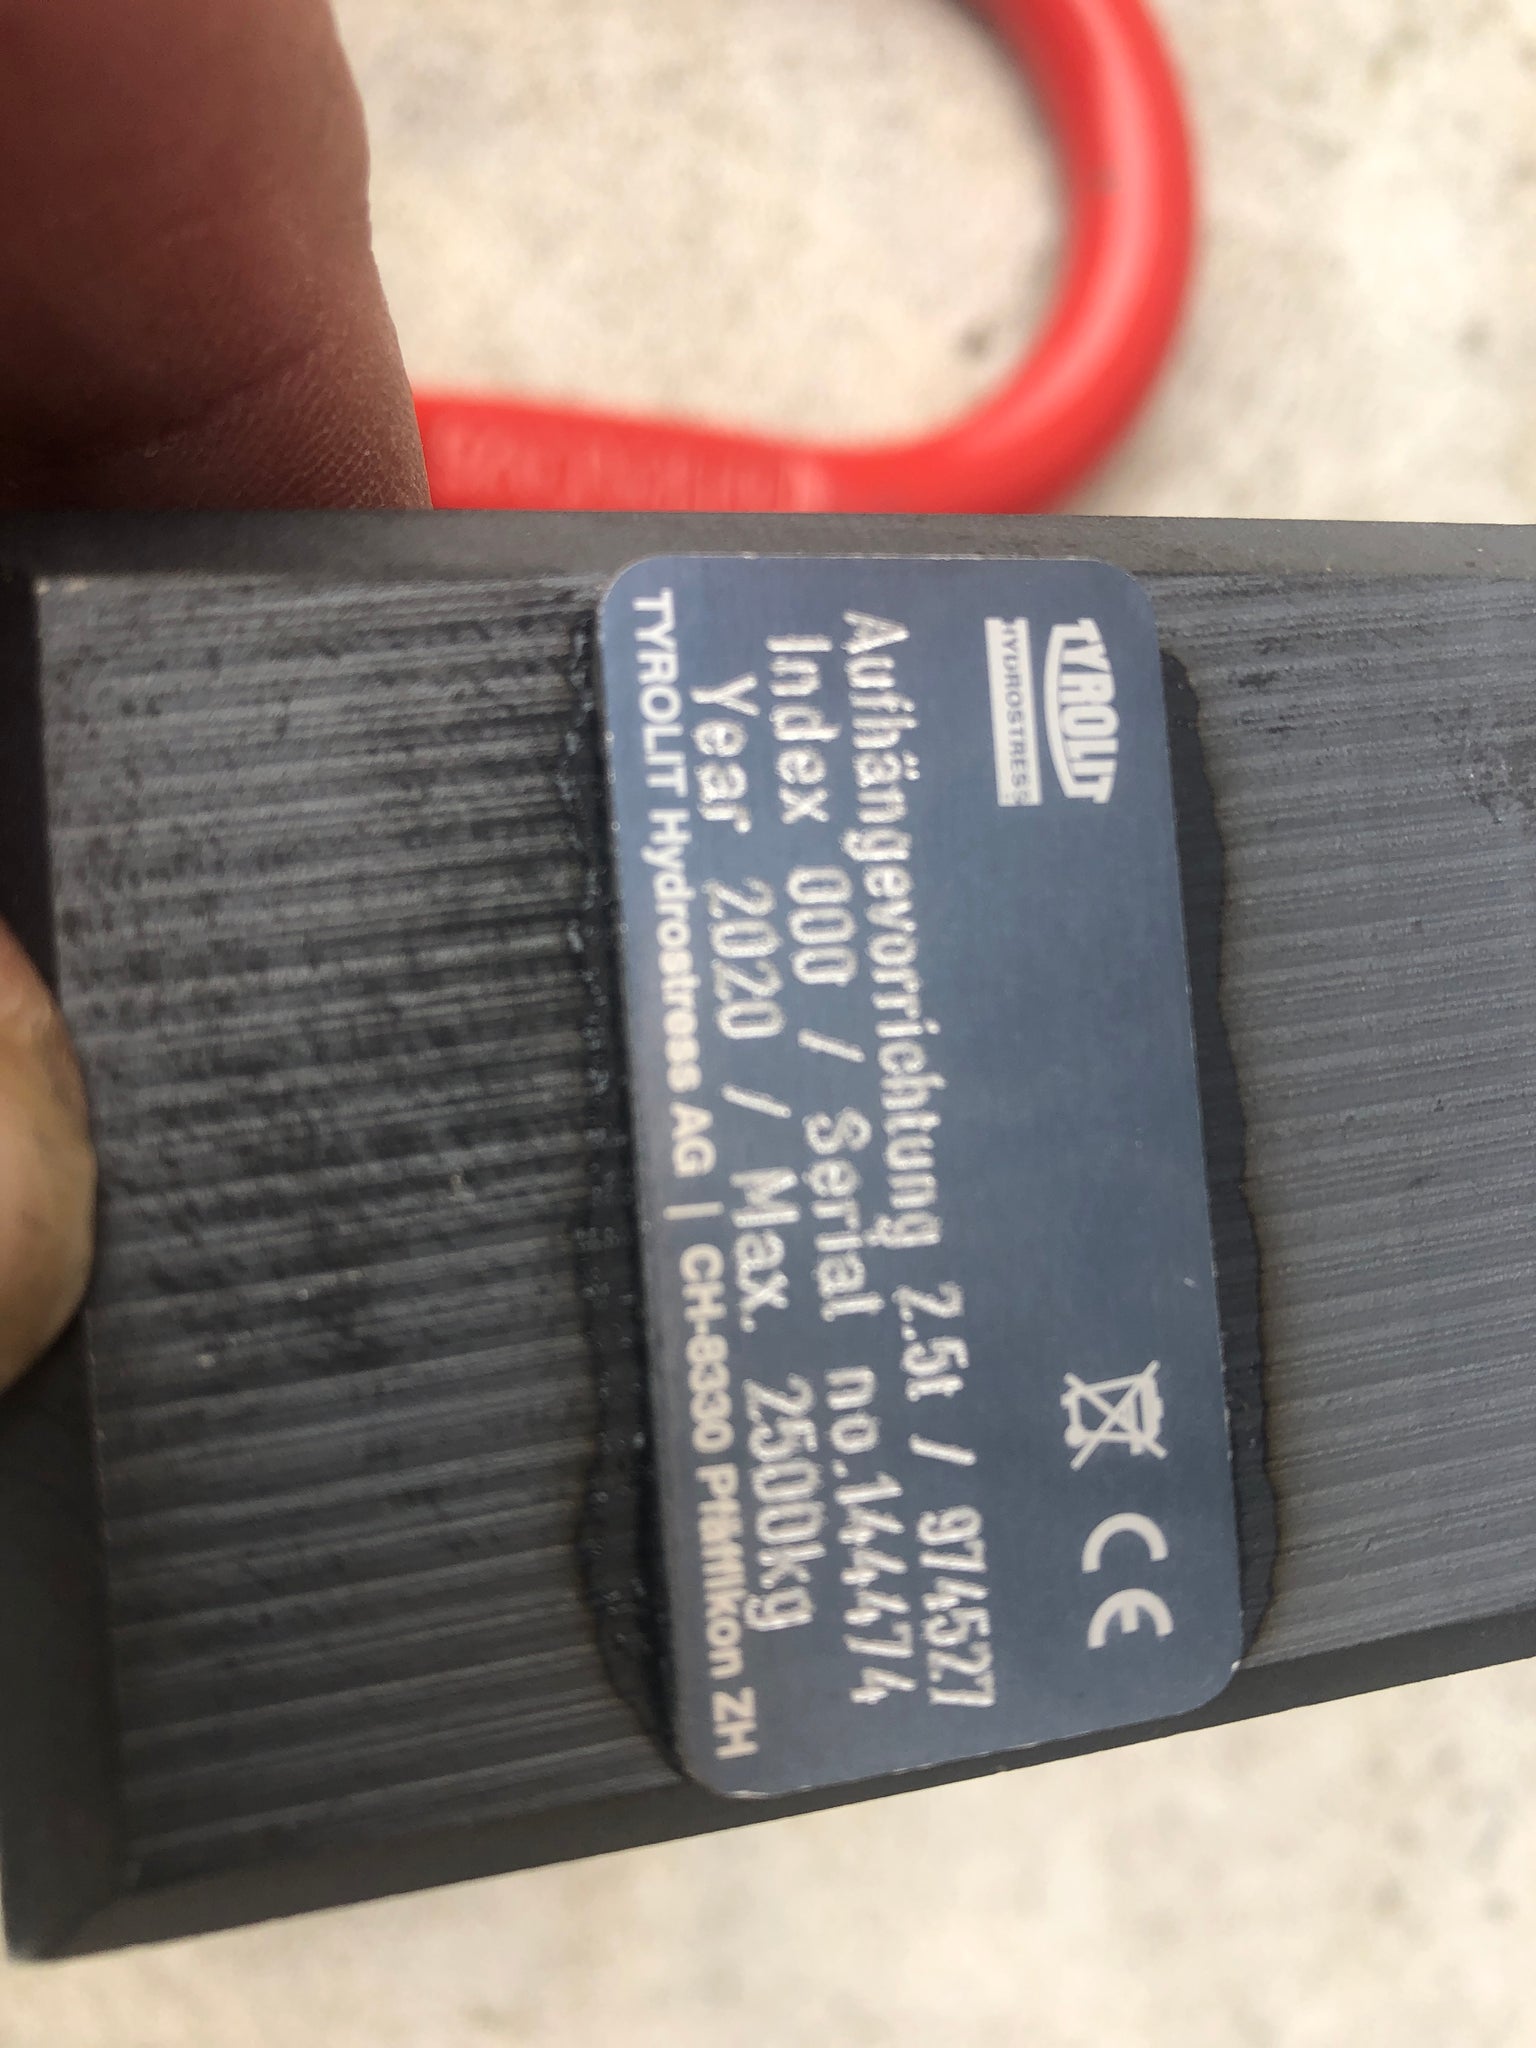 TYROLIT
HYDROSTRESS
CE
Aufhängevorrichtung 2.5t / 974527
Index 000 / Serial no.1444474
Year 2020 / Max. 2500kg
TYROLIT Hydrostress AG | CH-8330 Pfäffikon ZH